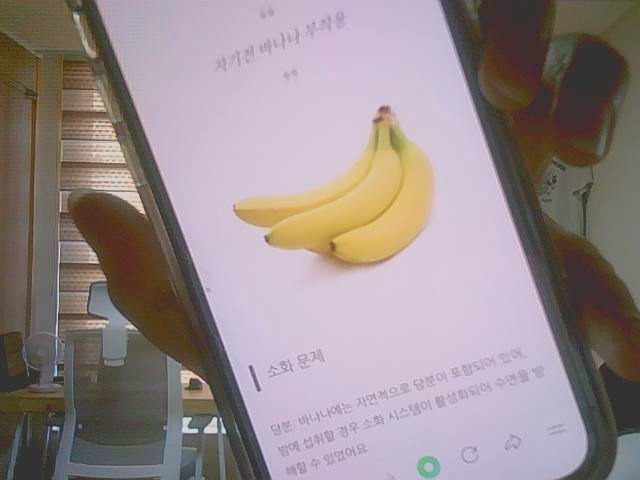 자기전 바나나 부작용
소화 문제
당분: 바나나에는 자연적으로 당분이 포함되어 있어,
밤에 섭취할 경우 소화 시스템이 활성화되어 수면을 방
해할 수 있었어요